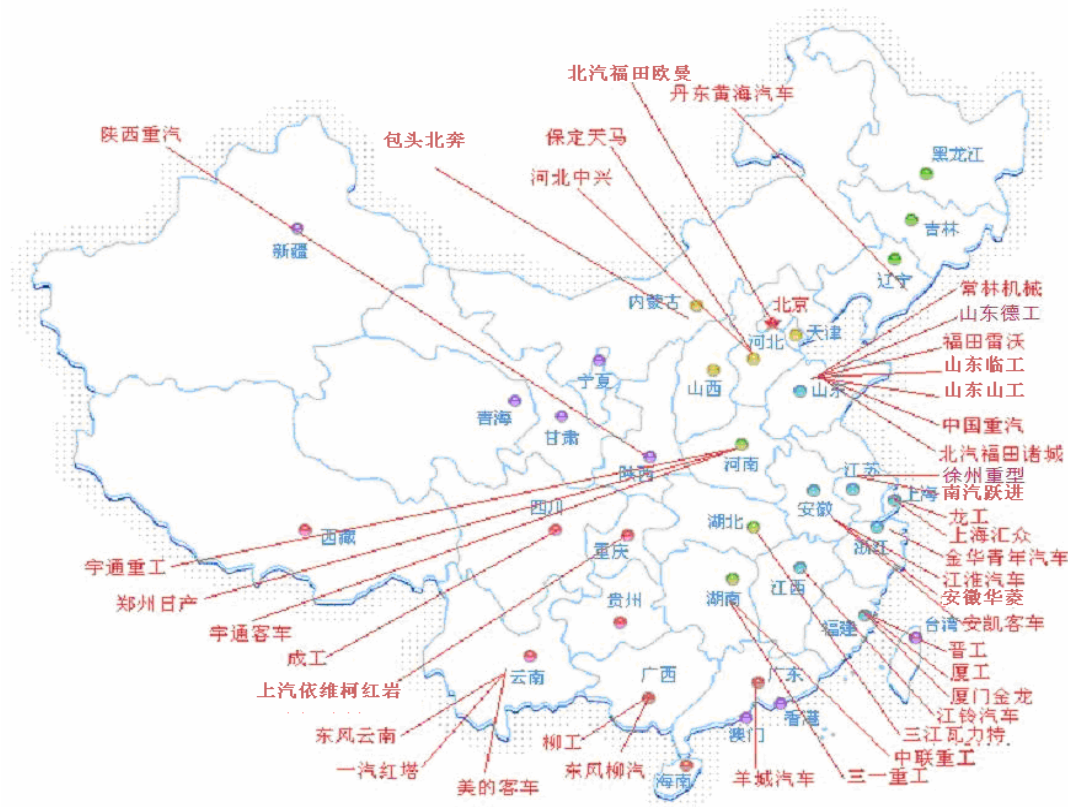 北汽福田欧曼
丹东黄海汽车
陕西重汽
包头北奔
保定天马
河北中兴
黑龙江
吉林
新疆
辽宁
常林机械
内蒙古
北京
山东德工
天津
河北
福田雷沃
宁夏
山西
山东临工
山东
山东山工
青海
甘肃
中国重汽
河南
北汽福田诸城
陕西
江苏
徐州重型
南汽跃进
上海
四川
安徽
龙工
湖北
西藏
重庆
浙江
上海汇众
宇通重工
金华青年汽车
江淮汽车
江西
湖南
安徽华菱
郑州日产
贵州
宇通客车
福建
台湾
安凯客车
成工
晋工
云南
广西
广东
厦工
上汽依维柯红岩
厦门金龙
香港
江铃汽车
东风云南
柳工
澳门
三江瓦力特
中联重工
一汽红塔
东风柳汽
海南
羊城汽车
三一重工
美的客车